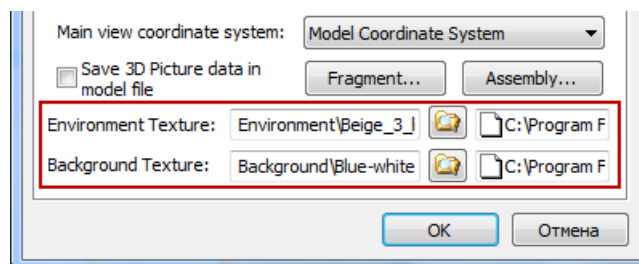 Main view coordinate system: Model Coordinate System
Save 3D Picture data in
model file
Fragment... Assembly...
Environment Texture: Environment\Beige_3_l C:\Program F
Background Texture: Background\Blue-white C:\Program F
OK Отмена